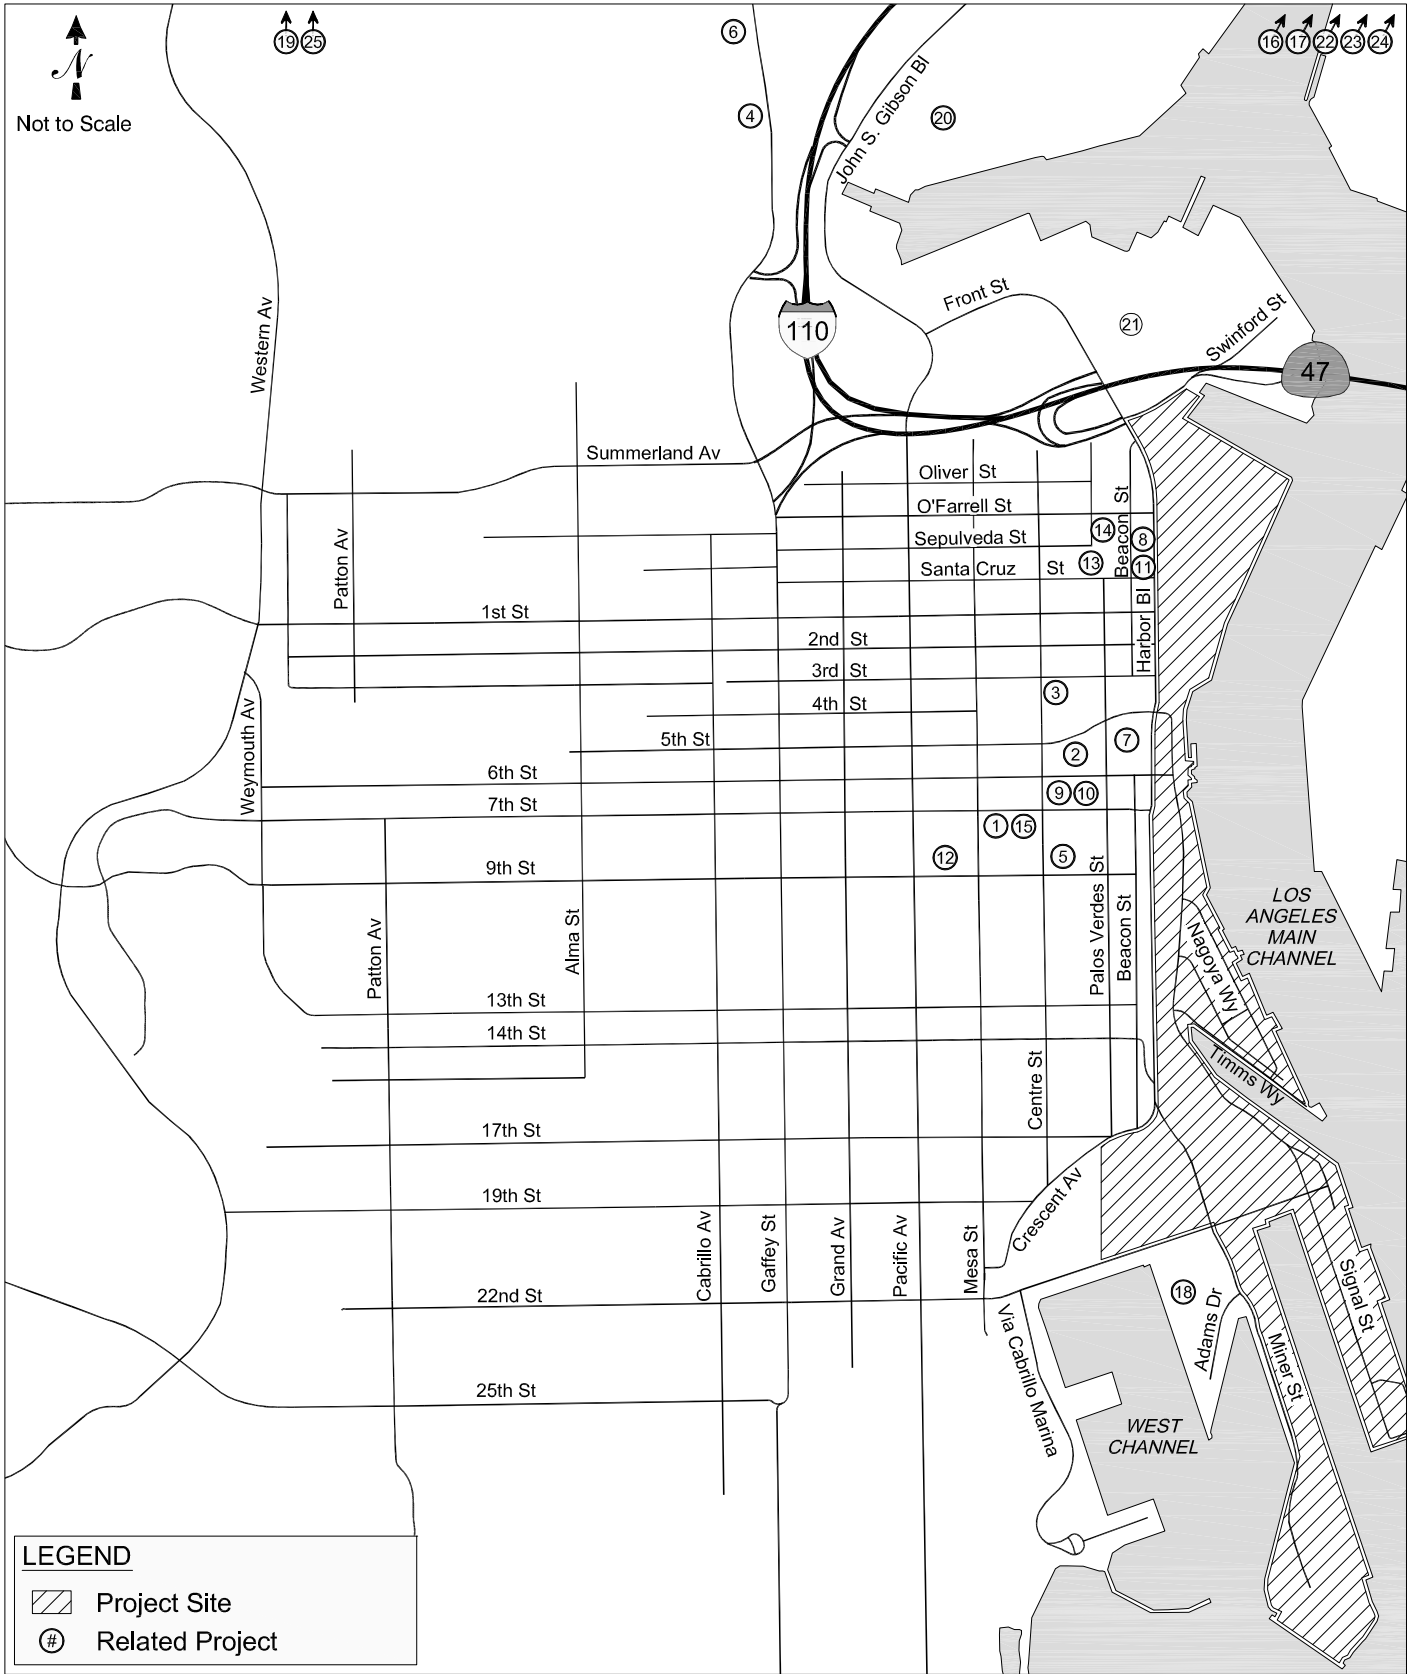 19 25
6
16 17 22 23 24
N
Not to Scale
4
20
John S. Gibson Bl
Western Av
Front St
110
21
Swinford St
47
Summerland Av
Oliver St
O'Farrell St
Sepulveda St
Santa Cruz St
Beacon St
14
8
13
11
Patton Av
1st St
Harbor Bl
2nd St
3rd St
4th St
5th St
3
7
2
Weymouth Av
6th St
7th St
9 10
1 15
12
5
9th St
Palos Verdes St
Beacon St
LOS
ANGELES
MAIN
CHANNEL
Patton Av
Alma St
Nagoya Wy
13th St
14th St
Timms Wy
Centre St
17th St
19th St
Crescent Av
Cabrillo Av
Gaffey St
Grand Av
Pacific Av
Mesa St
22nd St
18
Adams Dr
Signal St
Miner St
Via Cabrillo Marina
25th St
WEST
CHANNEL
LEGEND
Project Site
# Related Project